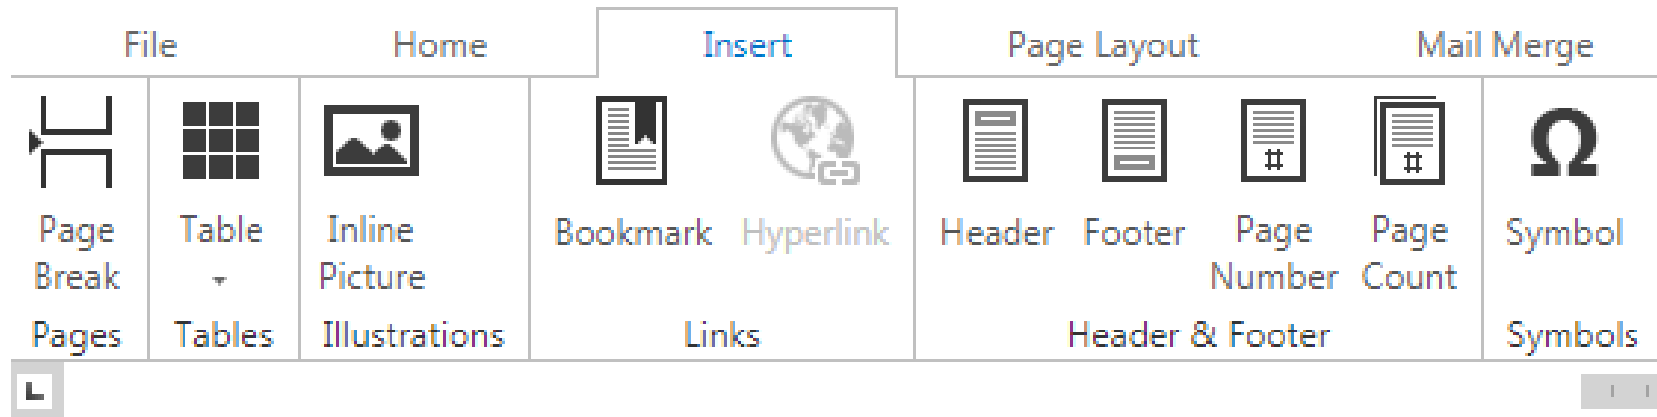 File Home Insert Page Layout Mail Merge
Page Table Inline Bookmark Hyperlink Header Footer Page Page Symbol
Break Picture Number Count
Pages Tables Illustrations Links Header & Footer Symbols